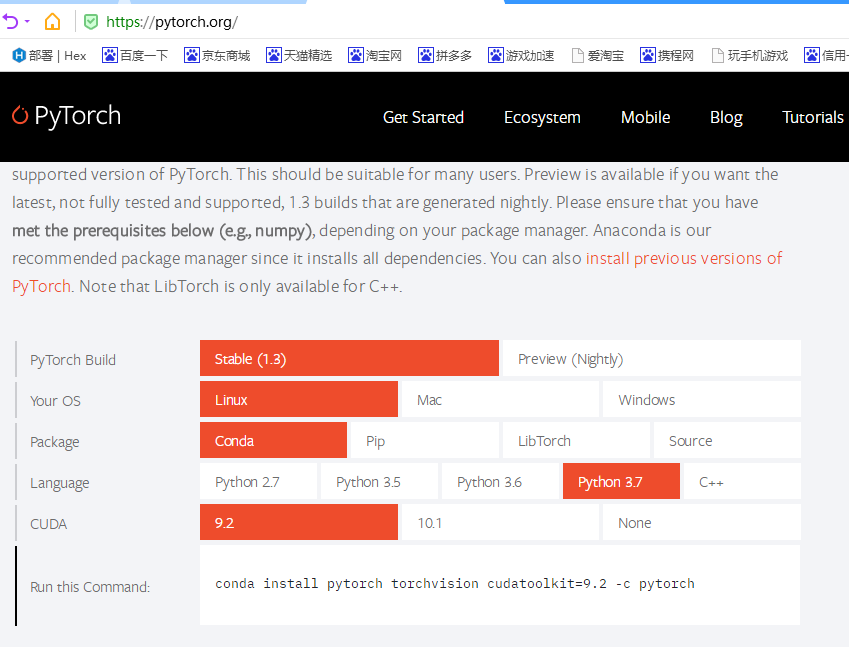 https://pytorch.org/
部署 | Hex 百度一下 京东商城 天猫精选 淘宝网 拼多多 游戏加速 爱淘宝 携程网 玩手机游戏 信用
PyTorch Get Started Ecosystem Mobile Blog Tutorials
supported version of PyTorch. This should be suitable for many users. Preview is available if you want the
latest, not fully tested and supported, 1.3 builds that are generated nightly. Please ensure that you have
met the prerequisites below (e.g., numpy), depending on your package manager. Anaconda is our
recommended package manager since it installs all dependencies. You can also install previous versions of
PyTorch. Note that LibTorch is only available for C++.
PyTorch Build Stable (1.3) Preview (Nightly)
Your OS Linux Mac Windows
Package Conda Pip LibTorch Source
Language Python 2.7 Python 3.5 Python 3.6 Python 3.7 C++
CUDA 9.2 10.1 None
Run this Command: conda install pytorch torchvision cudatoolkit=9.2 -c pytorch